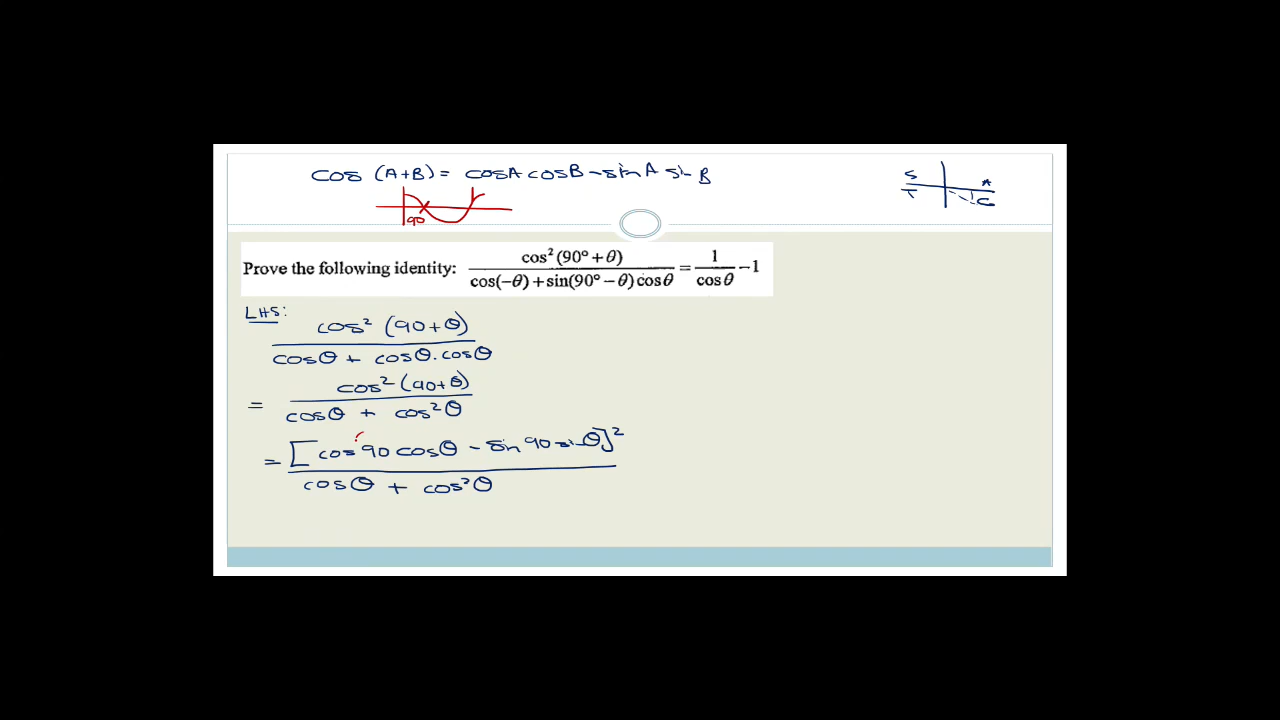 cos (A+B) = cosA cosB - sin A sin B
S A
T C
90
Prove the following identity: cos²(90° + θ) / (cos(−θ) + sin(90° − θ) cos θ) = 1 / cos θ − 1
LHS:
cos² (90+θ)
cosθ + cosθ.cosθ
= cos² (90+θ)
cosθ + cos²θ
= [cos 90 cosθ - sin 90 sinθ]²
cosθ + cos²θ